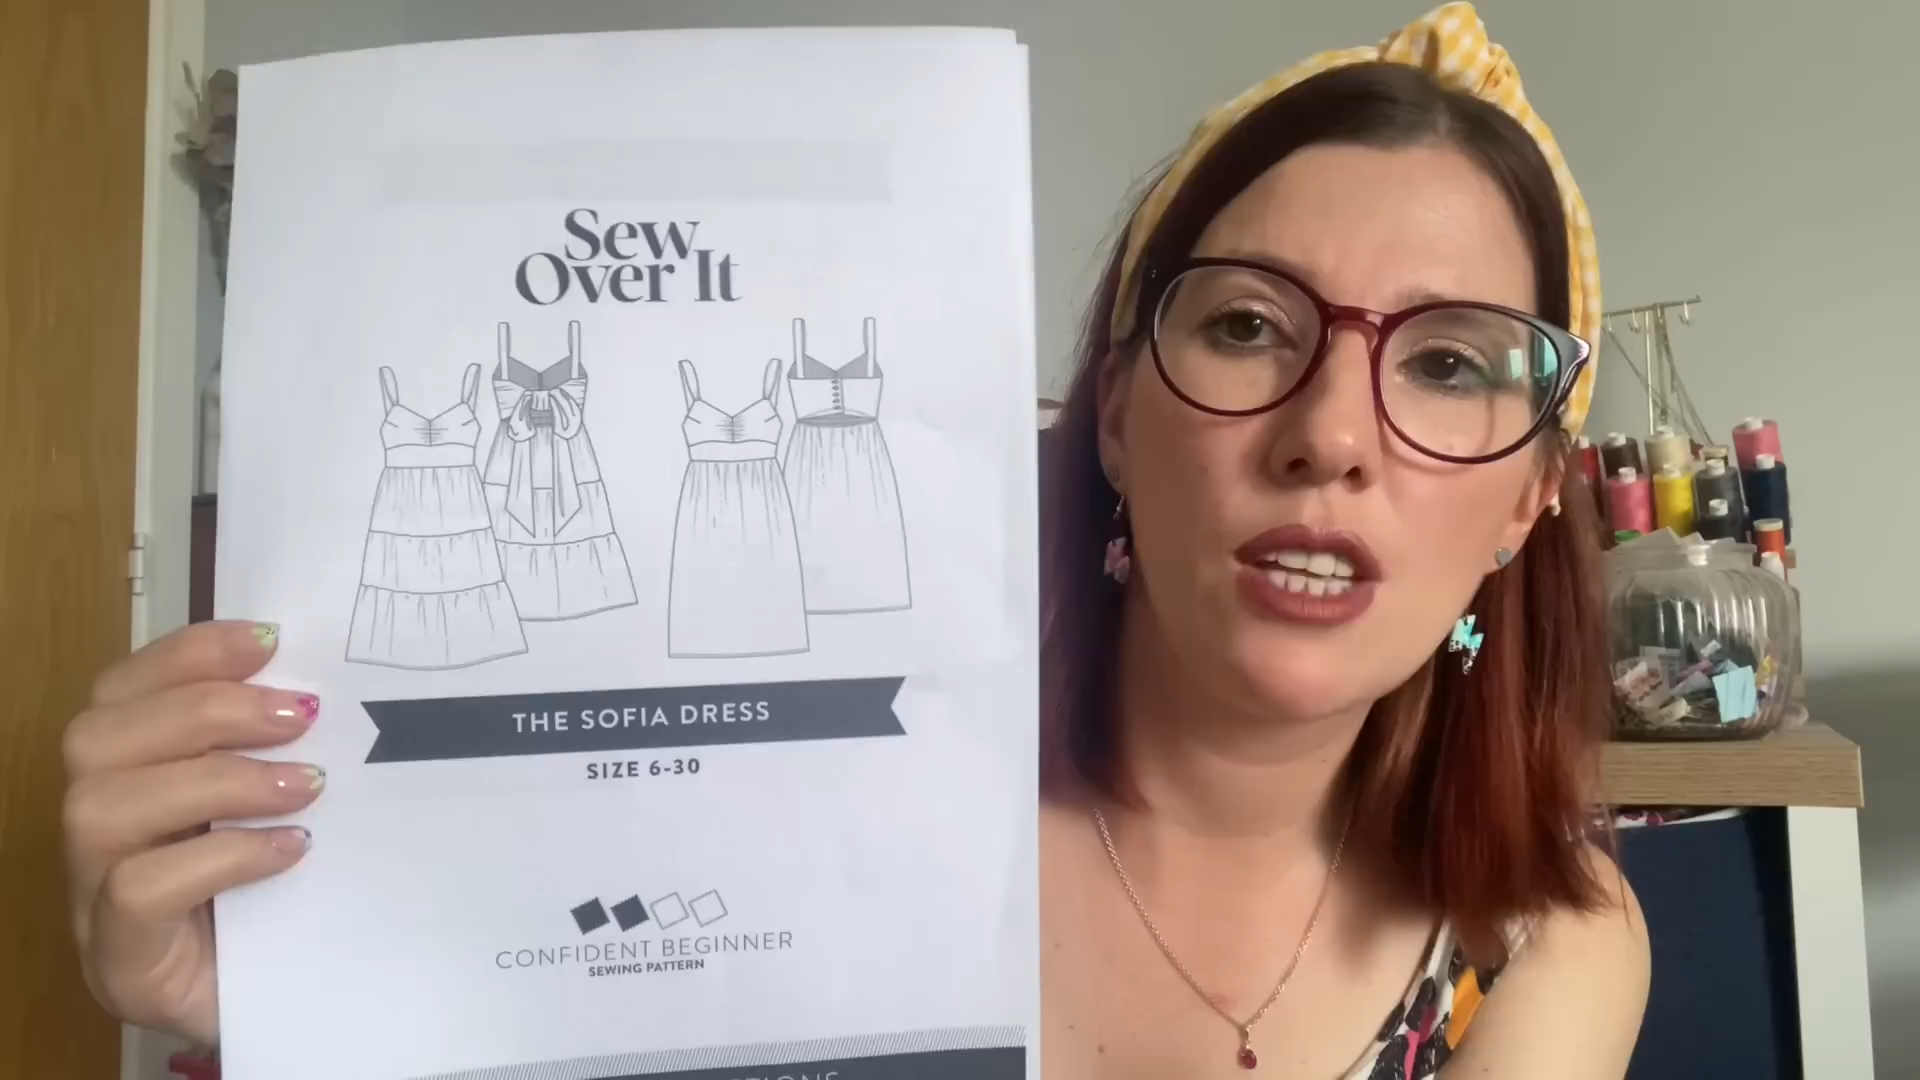 Sew
Over It
THE SOFIA DRESS
SIZE 6-30
CONFIDENT BEGINNER
SEWING PATTERN